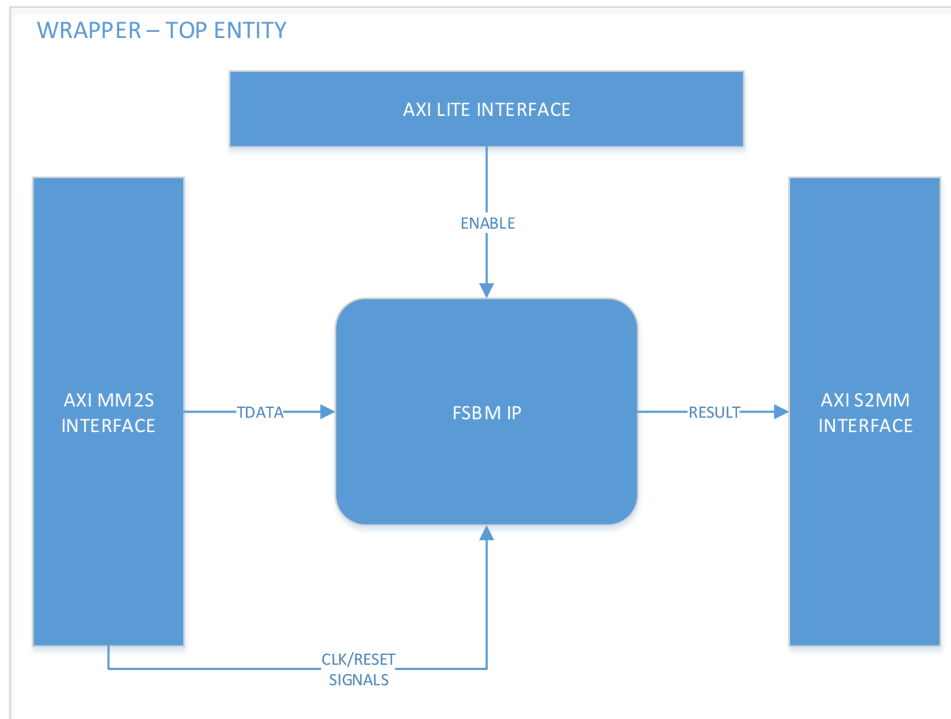 WRAPPER – TOP ENTITY
AXI LITE INTERFACE
ENABLE
AXI MM2S
INTERFACE
TDATA
FSBM IP
RESULT
AXI S2MM
INTERFACE
CLK/RESET
SIGNALS